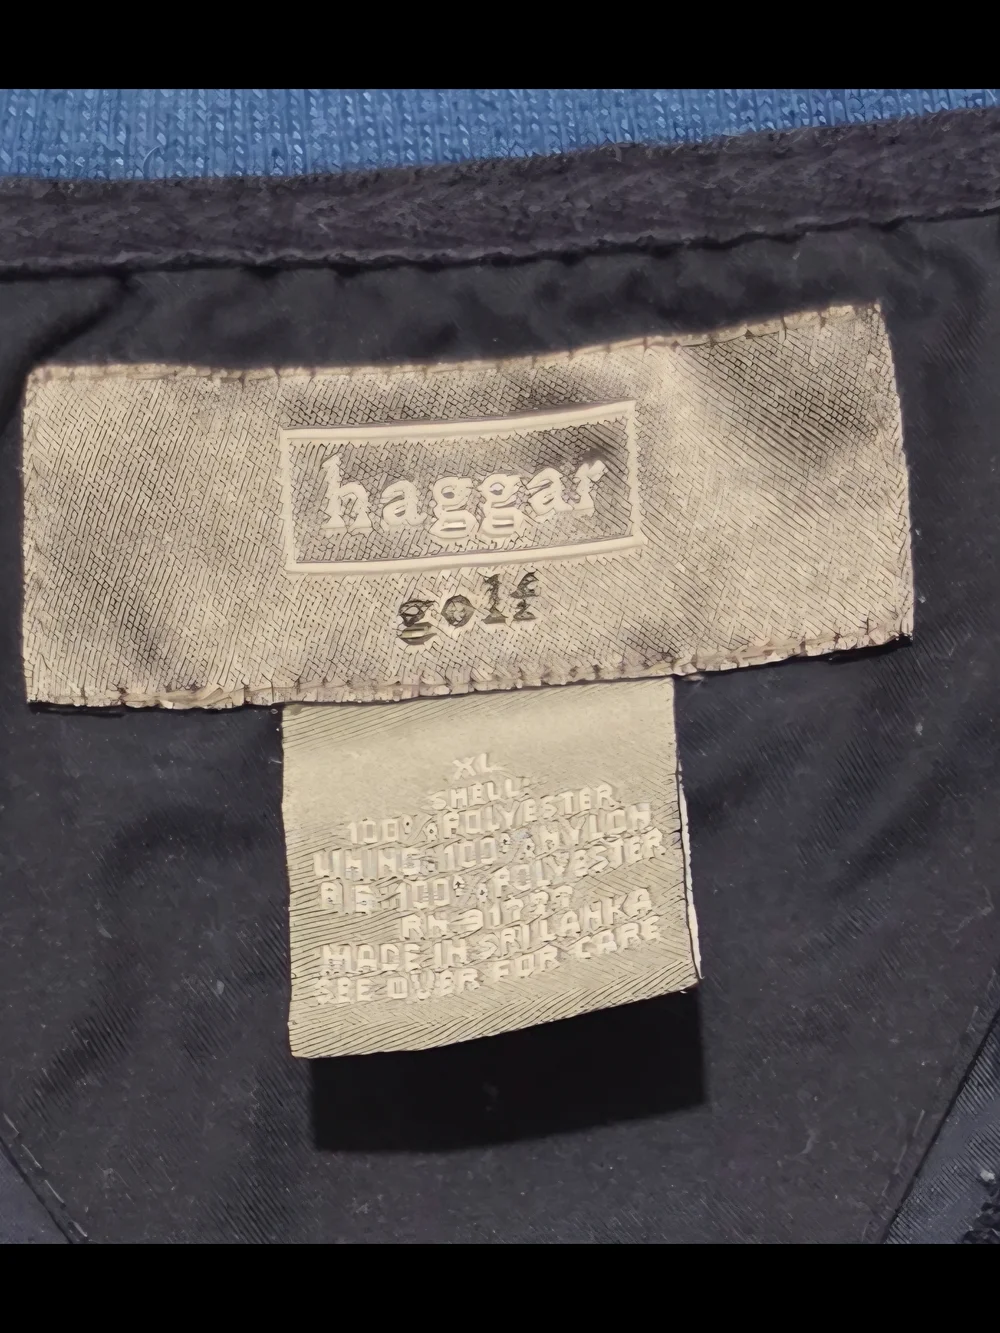 haggar
golf
XL
SHELL
100% POLYESTER
LINING-100% NYLON
RIB-100% POLYESTER
RN
MADE IN SRI LANKA
SEE OVER FOR CARE